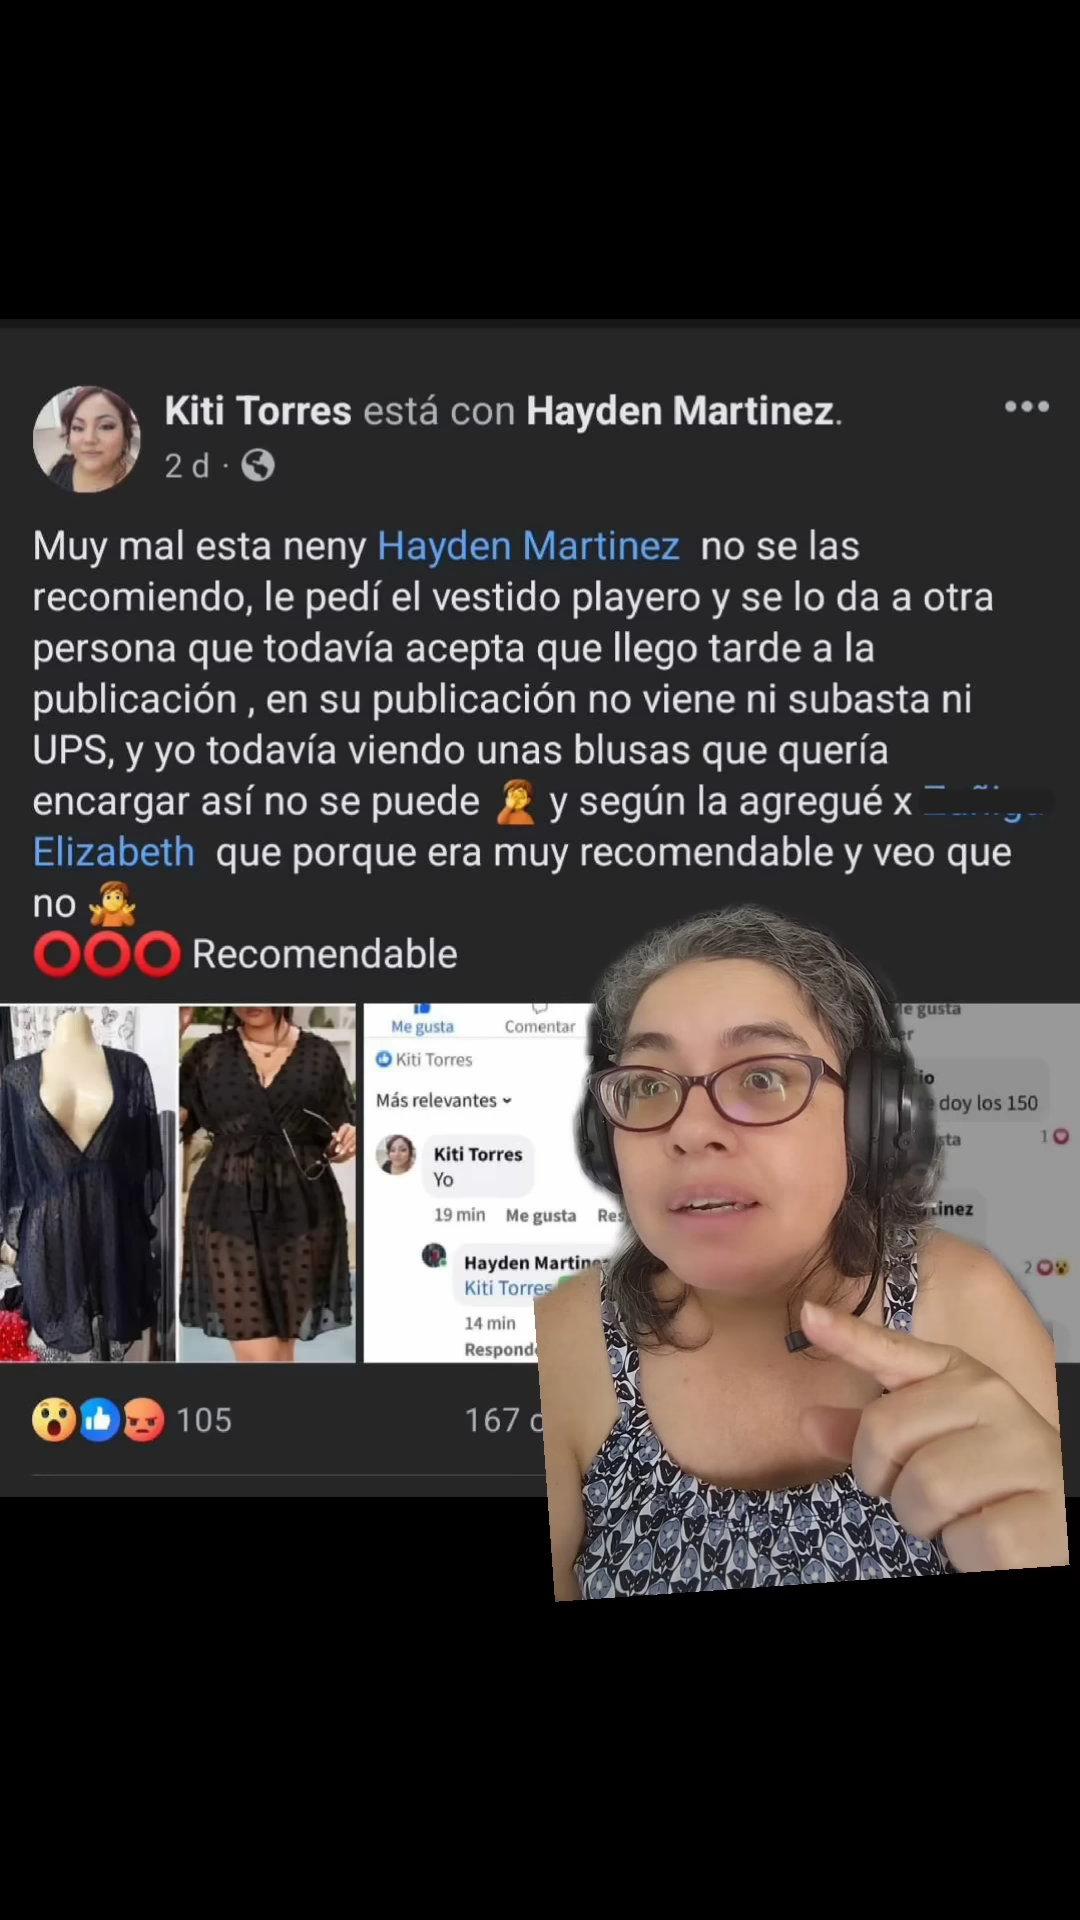 Kiti Torres está con Hayden Martinez.
2 d ·
Muy mal esta neny Hayden Martinez no se las
recomiendo, le pedí el vestido playero y se lo da a otra
persona que todavía acepta que llego tarde a la
publicación , en su publicación no viene ni subasta ni
UPS, y yo todavía viendo unas blusas que quería
encargar así no se puede 🤦 y según la agregué x
Elizabeth que porque era muy recomendable y veo que
no 🤷
⭕⭕⭕ Recomendable
Me gusta Comentar
Kiti Torres
Más relevantes
Kiti Torres
Yo
19 min Me gusta
Hayden
Kiti Torres
14 min
gusta
doy los 150
1
2
105
167